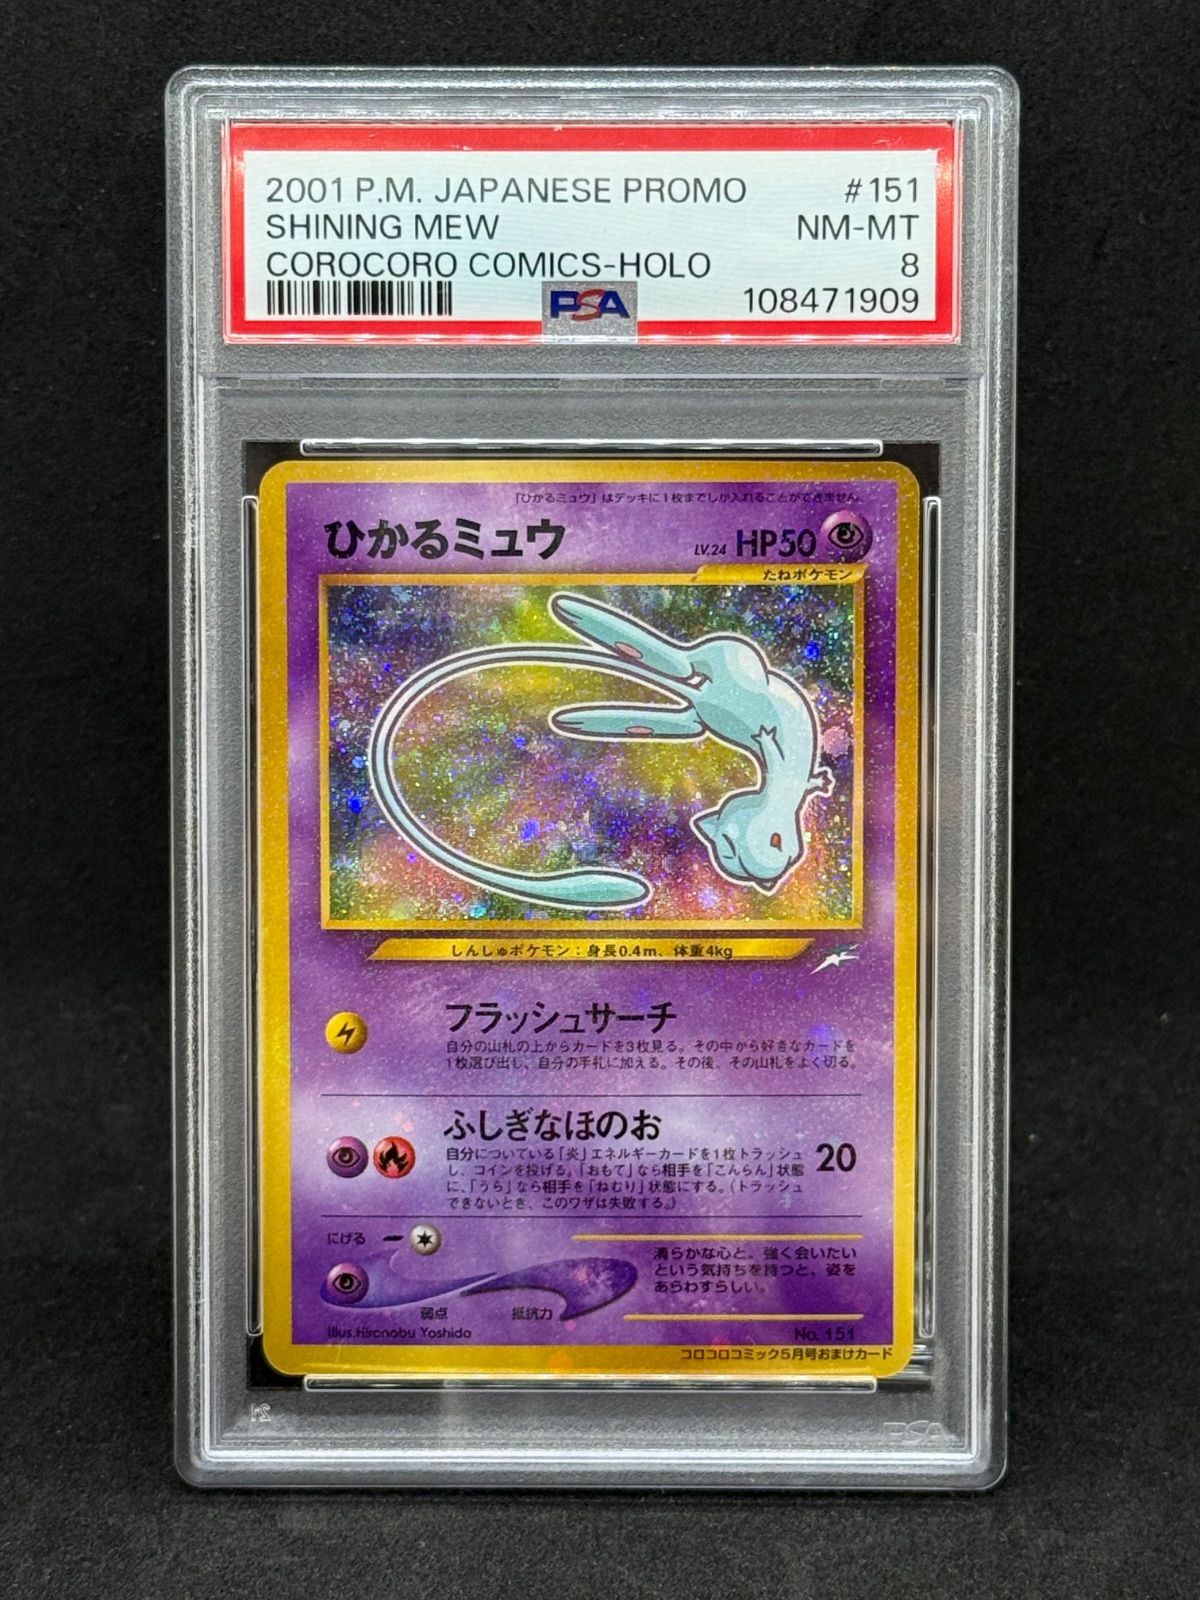 2001 P.M. JAPANESE PROMO #151
SHINING MEW NM-MT
COROCORO COMICS-HOLO 8
PSA 108471909
「ひかるミュウ」はデッキに1枚までしか入れることができません。
ひかるミュウ LV.24 HP50
たねポケモン
しんしゅポケモン：身長0.4m、体重4kg
フラッシュサーチ
自分の山札の上からカードを3枚見る。その中から好きなカードを
1枚選び出し、自分の手札に加える。その後、その山札をよく切る。
ふしぎなほのお 20
自分についている「炎」エネルギーカードを1枚トラッシュ
し、コインを投げる。「おもて」なら相手を「こんらん」状態
に、「うら」なら相手を「ねむり」状態にする。（トラッシュ
できないとき、このワザは失敗する。）
にげる
清らかな心と、強く会いたい
という気持ちを持つと、姿を
あらわすらしい。
弱点 抵抗力
Illus.Hironobu Yoshida No. 151
コロコロコミック5月号おまけカード
PSA